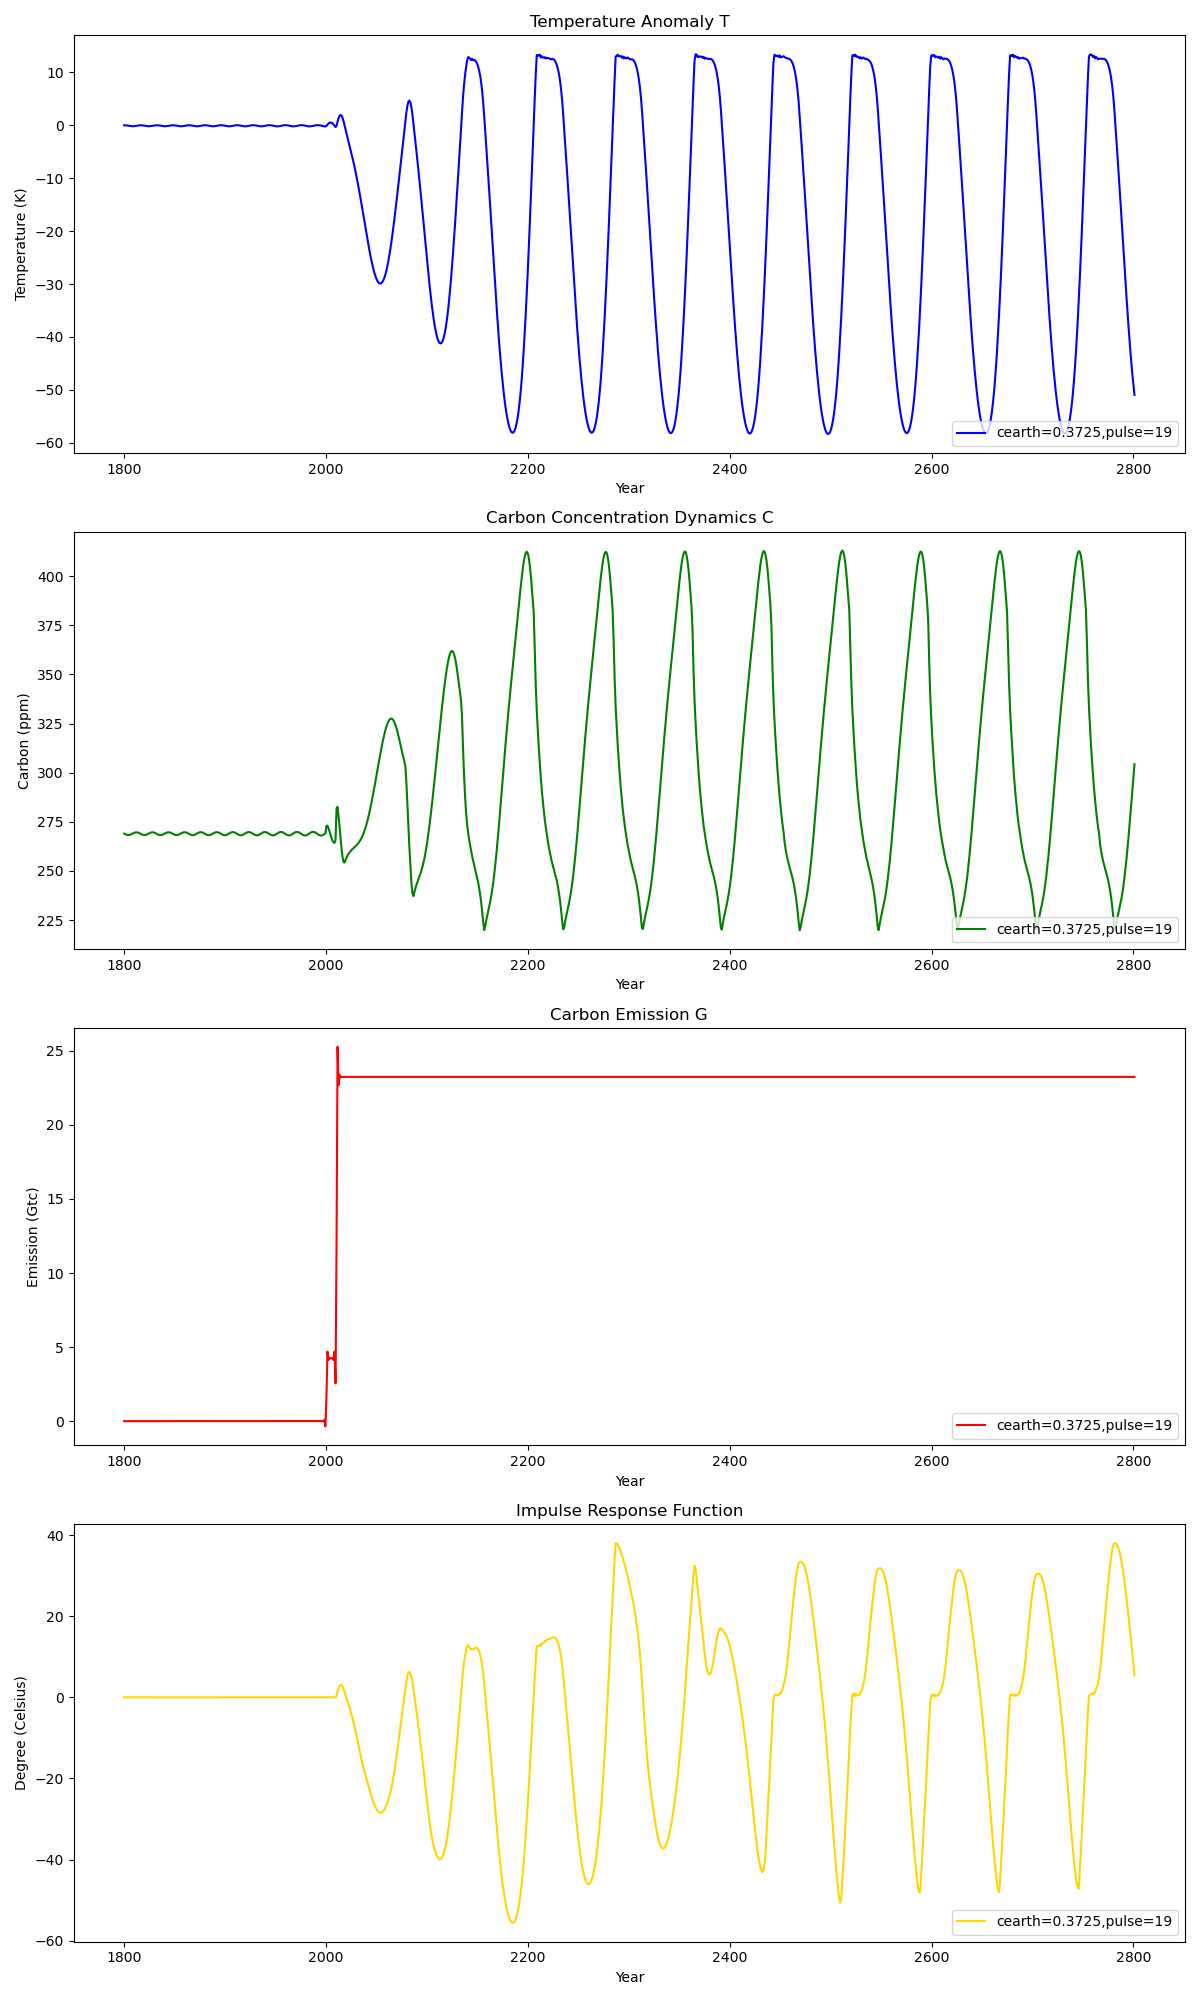 Temperature Anomaly T
10
0
−10
−20
−30
−40
−50
−60
Temperature (K)
cearth=0.3725,pulse=19
1800 2000 2200 2400 2600 2800
Year
Carbon Concentration Dynamics C
400
375
350
325
300
275
250
225
Carbon (ppm)
cearth=0.3725,pulse=19
1800 2000 2200 2400 2600 2800
Year
Carbon Emission G
25
20
15
10
5
0
Emission (Gtc)
cearth=0.3725,pulse=19
1800 2000 2200 2400 2600 2800
Year
Impulse Response Function
40
20
0
−20
−40
−60
Degree (Celsius)
cearth=0.3725,pulse=19
1800 2000 2200 2400 2600 2800
Year